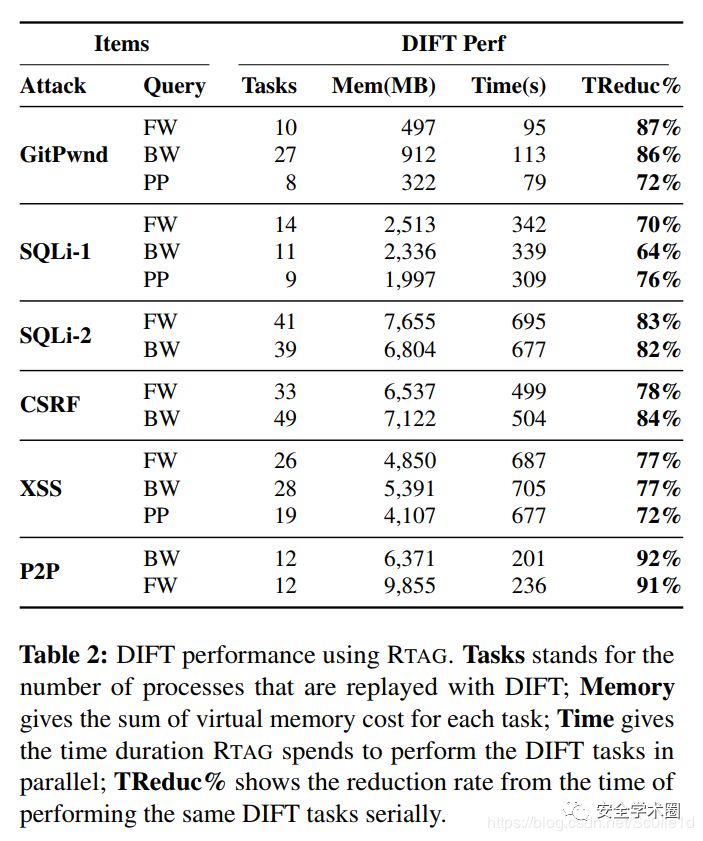 Items DIFT Perf
Attack Query Tasks Mem(MB) Time(s) TReduc%
FW 10 497 95 87%
GitPwnd BW 27 912 113 86%
PP 8 322 79 72%
FW 14 2,513 342 70%
SQLi-1 BW 11 2,336 339 64%
PP 9 1,997 309 76%
SQLi-2 FW 41 7,655 695 83%
BW 39 6,804 677 82%
CSRF FW 33 6,537 499 78%
BW 49 7,122 504 84%
FW 26 4,850 687 77%
XSS BW 28 5,391 705 77%
PP 19 4,107 677 72%
P2P BW 12 6,371 201 92%
FW 12 9,855 236 91%
Table 2: DIFT performance using RTAG. Tasks stands for the
number of processes that are replayed with DIFT; Memory
gives the sum of virtual memory cost for each task; Time gives
the time duration RTAG spends to perform the DIFT tasks in
parallel; TReduc% shows the reduction rate from the time of
performing the same DIFT tasks serially.
安全学术圈